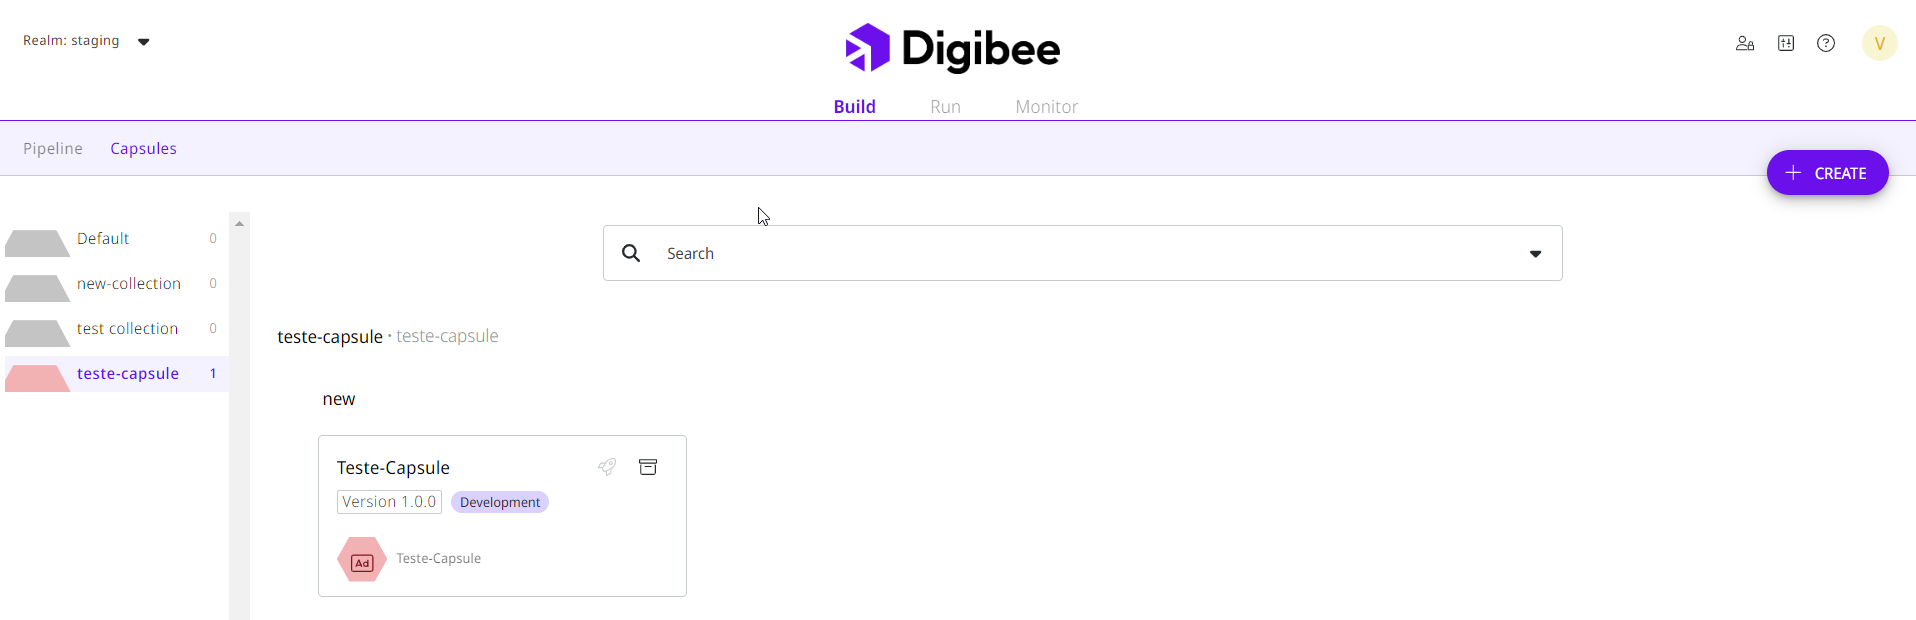 Realm: staging
Digibee
V
Build Run Monitor
Pipeline Capsules
CREATE
Default 0
new-collection 0
test collection 0
teste-capsule 1
Search
teste-capsule • teste-capsule
new
Teste-Capsule
Version 1.0.0 Development
Ad Teste-Capsule